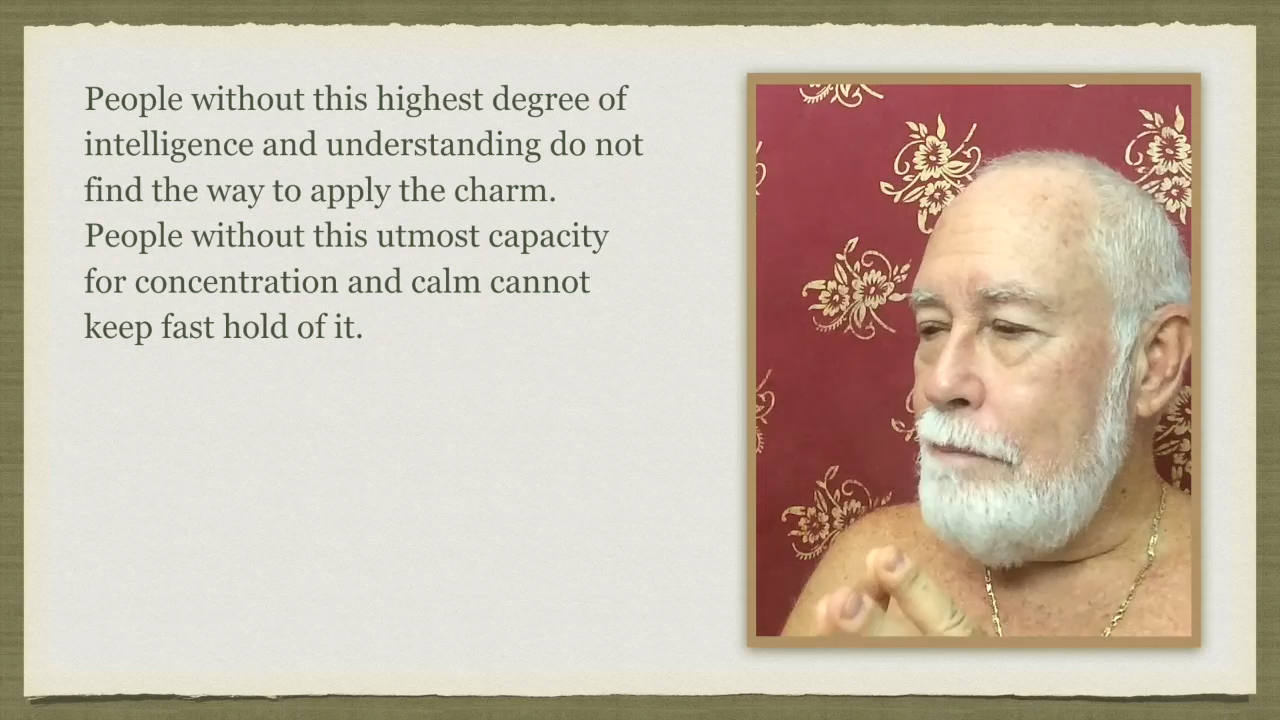 People without this highest degree of
intelligence and understanding do not
find the way to apply the charm.
People without this utmost capacity
for concentration and calm cannot
keep fast hold of it.